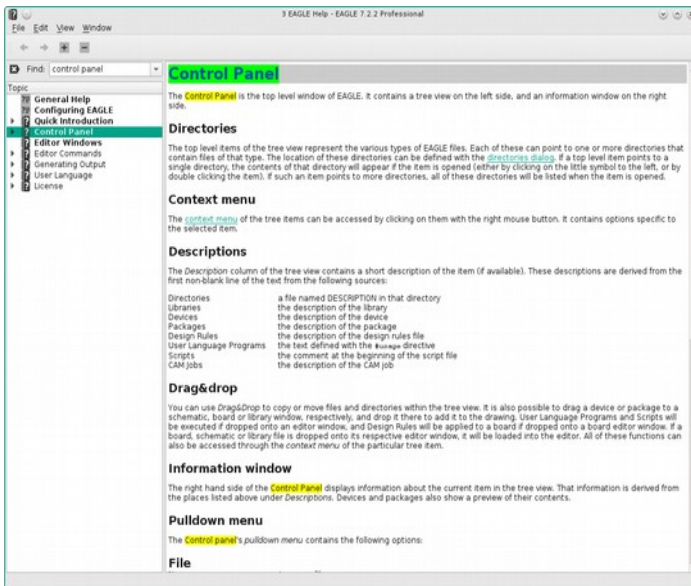 3 EAGLE Help - EAGLE 7.2.2 Professional
File Edit View Window
Find: control panel
Topic
General Help
Configuring EAGLE
Quick Introduction
Control Panel
Editor Windows
Editor Commands
Generating Output
User Language
License
Control Panel
The Control Panel is the top level window of EAGLE. It contains a tree view on the left side, and an information window on the right
side.
Directories
The top level items of the tree view represent the various types of EAGLE files. Each of these can point to one or more directories that
contain files of that type. The location of these directories can be defined with the directories dialog. If a top level item points to a
single directory, the contents of that directory will appear if the item is opened (either by clicking on the little symbol to the left, or by
double clicking the item). If such an item points to more directories, all of these directories will be listed when the item is opened.
Context menu
The context menu of the tree items can be accessed by clicking on them with the right mouse button. It contains options specific to
the selected item.
Descriptions
The Description column of the tree view contains a short description of the item (if available). These descriptions are derived from the
first non-blank line of the text from the following sources:
Directories a file named DESCRIPTION in that directory
Libraries the description of the library
Devices the description of the device
Packages the description of the package
Design Rules the description of the design rules file
User Language Programs the text defined with the #usage directive
Scripts the comment at the beginning of the script file
CAM Jobs the description of the CAM job
Drag&drop
You can use Drag&Drop to copy or move files and directories within the tree view. It is also possible to drag a device or package to a
schematic, board or library window, respectively, and drop it there to add it to the drawing. User Language Programs and Scripts will
be executed if dropped onto an editor window, and Design Rules will be applied to a board if dropped onto a board editor window. If a
board, schematic or library file is dropped onto its respective editor window, it will be loaded into the editor. All of these functions can
also be accessed through the context menu of the particular tree item.
Information window
The right hand side of the Control Panel displays information about the current item in the tree view. That information is derived from
the places listed above under Descriptions. Devices and packages also show a preview of their contents.
Pulldown menu
The Control panel's pulldown menu contains the following options:
File